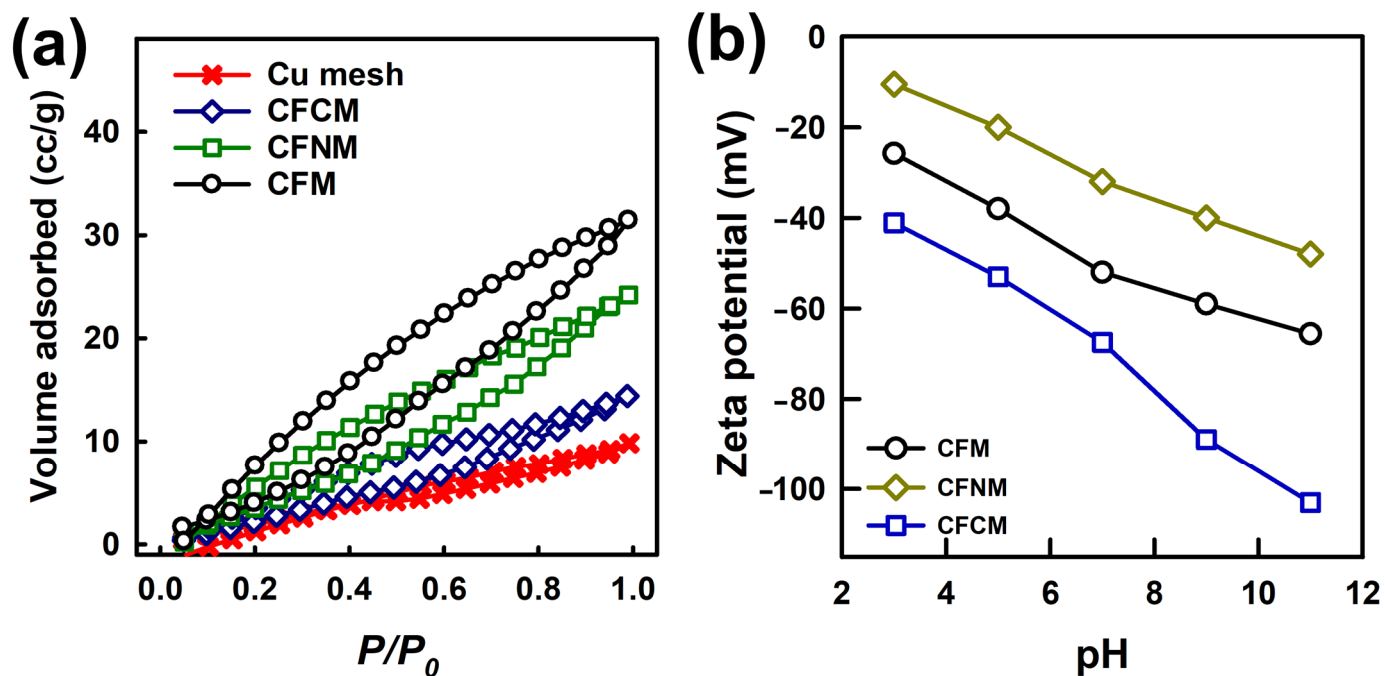 (a)
Cu mesh
CFCM
CFNM
CFM
Volume adsorbed (cc/g)
40
30
20
10
0
0.0 0.2 0.4 0.6 0.8 1.0
P/P0
(b)
Zeta potential (mV)
0
−20
−40
−60
−80
−100
CFM
CFNM
CFCM
2 4 6 8 10 12
pH